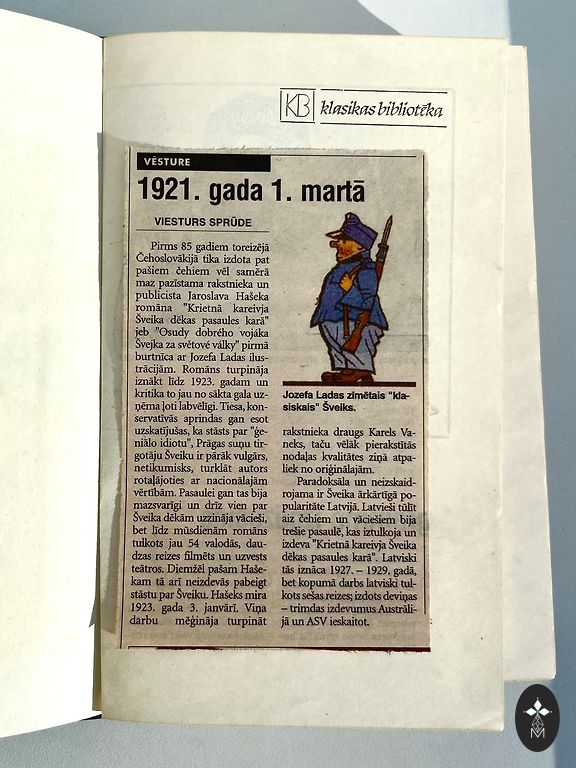 KB klasikas bibliotēka
VĒSTURE
1921. gada 1. martā
VIESTURS SPRŪDE
Pirms 85 gadiem toreizējā
Čehoslovākijā tika izdota pat
pašiem čehiem vēl samērā
maz pazīstama rakstnieka un
publicista Jaroslava Hašeka
romāna "Krietnā kareivja
Šveika dēkas pasaules karā"
jeb "Osudy dobrého vojáka
Švejka za světové války" pirmā
burtnīca ar Jozefa Ladas ilus-
trācijām. Romāns turpināja
iznākt līdz 1923. gadam un
kritika to jau no sākta gala uz-
ņēma ļoti labvēlīgi. Tiesa, kon-
servatīvās aprindas gan esot
uzskatījušas, ka stāsts par "ģe-
niālo idiotu", Prāgas suņu tir-
gotāju Šveiku ir pārāk vulgārs,
netikumisks, turklāt autors
rotaļājoties ar nacionālajām
vērtībām. Pasaulei gan tas bija
mazsvarīgi un drīz vien par
Šveika dēkām uzzināja vācieši,
bet līdz mūsdienām romāns
tulkots jau 54 valodās, dau-
dzas reizes filmēts un uzvests
teātros. Diemžēl pašam Haše-
kam tā arī neizdevās pabeigt
stāstu par Šveiku. Hašeks mira
1923. gada 3. janvārī. Viņa
darbu mēģināja turpināt
Jozefa Ladas zīmētais "kla-
siskais" Šveiks.
rakstnieka draugs Karels Va-
neks, taču vēlāk pierakstītās
nodaļas kvalitātes ziņā atpa-
liek no oriģinālajām.
Paradoksāla un neizskaid-
rojama ir Šveika ārkārtīgā po-
pularitāte Latvijā. Latvieši tūlīt
aiz čehiem un vāciešiem bija
trešie pasaulē, kas iztulkoja un
izdeva "Krietnā kareivja Šveika
dēkas pasaules karā". Latviski
tās iznāca 1927. – 1929. gadā,
bet kopumā darbs latviski tul-
kots sešas reizes; izdots deviņas
– trimdas izdevumus Austrāli-
jā un ASV ieskaitot.
M